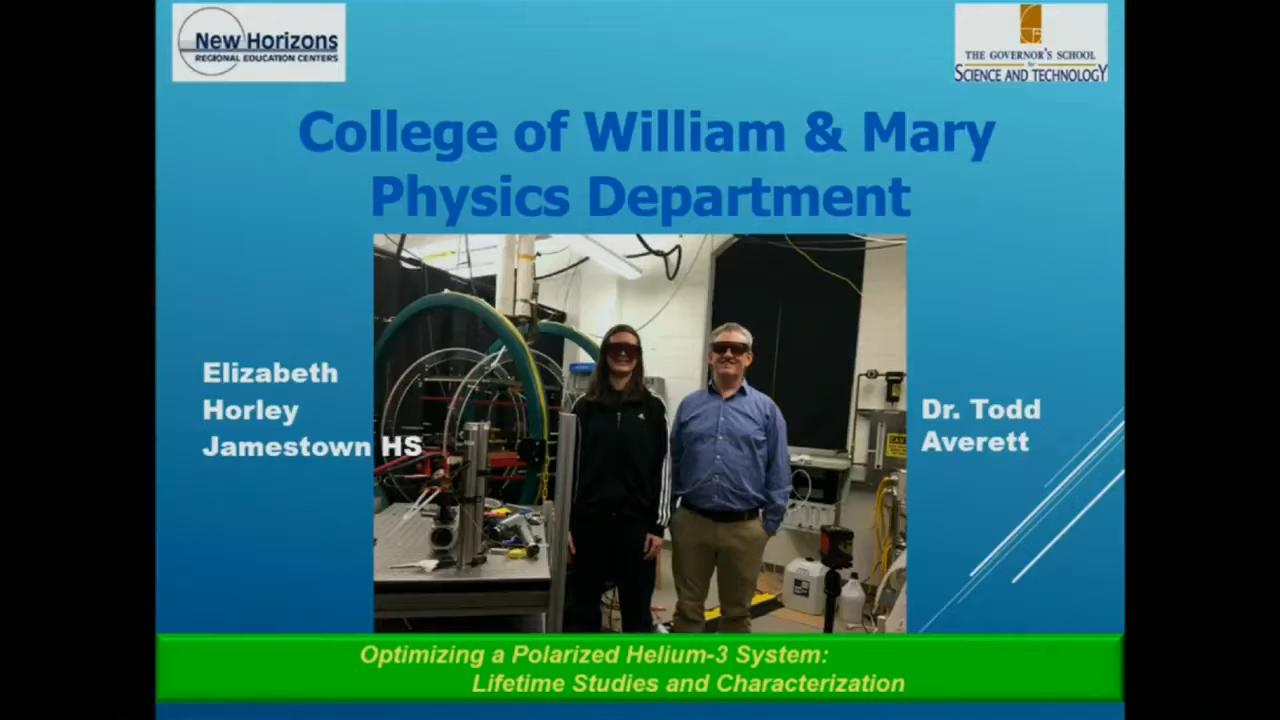 New Horizons
REGIONAL EDUCATION CENTERS
THE GOVERNOR'S SCHOOL
for
SCIENCE AND TECHNOLOGY
College of William & Mary
Physics Department
Elizabeth
Horley
Jamestown HS
Dr. Todd
Averett
Optimizing a Polarized Helium-3 System:
Lifetime Studies and Characterization